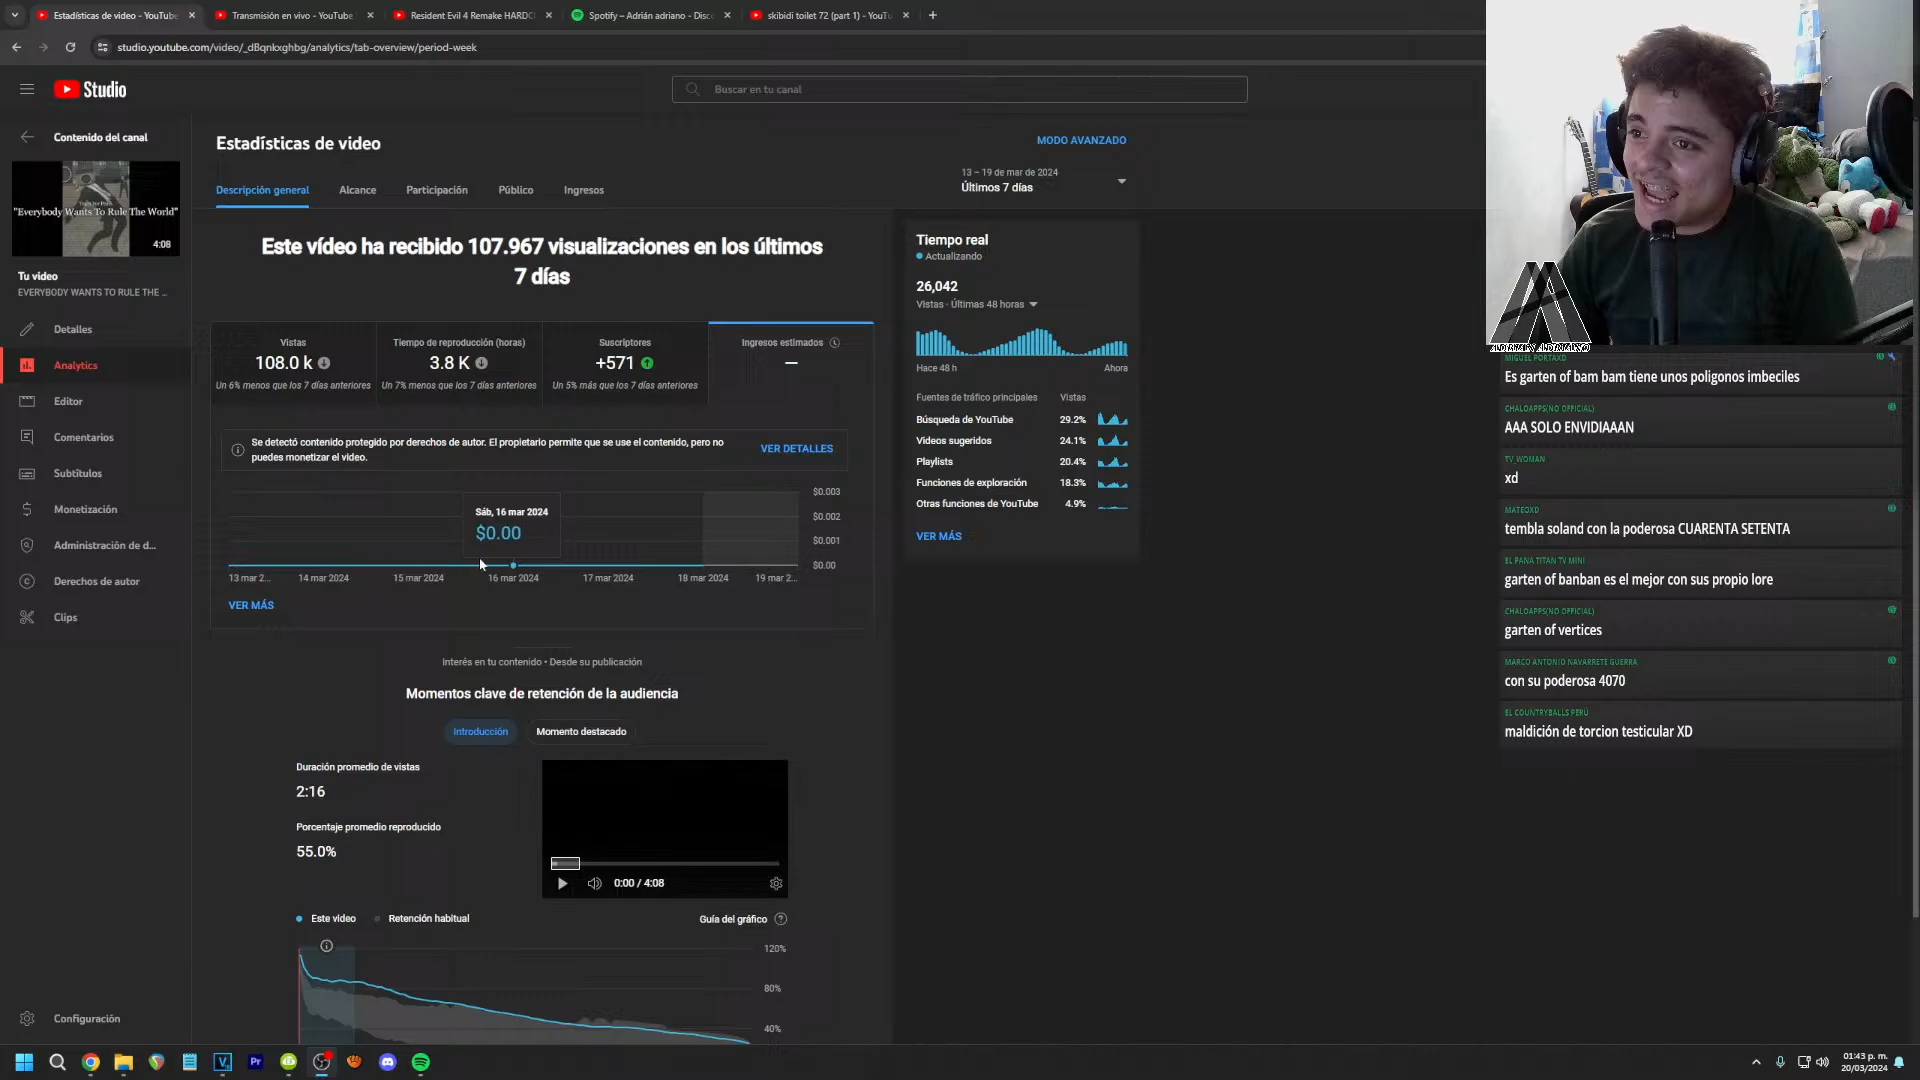 Estadísticas de video - YouTube
Transmisión en vivo - YouTube
Resident Evil 4 Remake HARDC
Spotify – Adrián adriano - Disc
skibidi toilet 72 (part 1) - YouTu
studio.youtube.com/video/_dBqnkxghbg/analytics/tab-overview/period-week
Studio
Buscar en tu canal
Contenido del canal
"Everybody Wants To Rule The World"
4:08
Tu video
EVERYBODY WANTS TO RULE THE ...
Detalles
Analytics
Editor
Comentarios
Subtítulos
Monetización
Administración de d...
Derechos de autor
Clips
Configuración
Estadísticas de video
MODO AVANZADO
Descripción general
Alcance
Participación
Público
Ingresos
13 – 19 de mar de 2024
Últimos 7 días
Este vídeo ha recibido 107.967 visualizaciones en los últimos
7 días
Vistas
108.0 k
Un 6% menos que los 7 días anteriores
Tiempo de reproducción (horas)
3.8 K
Un 7% menos que los 7 días anteriores
Suscriptores
+571
Un 5% más que los 7 días anteriores
Ingresos estimados
—
Se detectó contenido protegido por derechos de autor. El propietario permite que se use el contenido, pero no
puedes monetizar el video.
VER DETALLES
Sáb, 16 mar 2024
$0.00
$0.003
$0.002
$0.001
$0.00
13 mar 2...
14 mar 2024
15 mar 2024
16 mar 2024
17 mar 2024
18 mar 2024
19 mar 2...
VER MÁS
Interés en tu contenido • Desde su publicación
Momentos clave de retención de la audiencia
Introducción
Momento destacado
Duración promedio de vistas
2:16
Porcentaje promedio reproducido
55.0%
0:00 / 4:08
Este video
Retención habitual
Guía del gráfico
120%
80%
40%
Tiempo real
Actualizando
26,042
Vistas · Últimas 48 horas
Hace 48 h
Ahora
Fuentes de tráfico principales
Vistas
Búsqueda de YouTube
29.2%
Videos sugeridos
24.1%
Playlists
20.4%
Funciones de exploración
18.3%
Otras funciones de YouTube
4.9%
VER MÁS
ADRIAN ADRIANO
MIGUEL PORTAXD
Es garten of bam bam tiene unos poligonos imbeciles
CHALOAPPS(NO OFFICIAL)
AAA SOLO ENVIDIAAAN
TV_WOMAN
xd
MATEOXD
tembla soland con la poderosa CUARENTA SETENTA
EL PANA TITAN TV MINI
garten of banban es el mejor con sus propio lore
CHALOAPPS(NO OFFICIAL)
garten of vertices
MARCO ANTONIO NAVARRETE GUERRA
con su poderosa 4070
EL COUNTRYBALLS PERÚ
maldición de torcion testicular XD
Pr
01:43 p. m.
20/03/2024